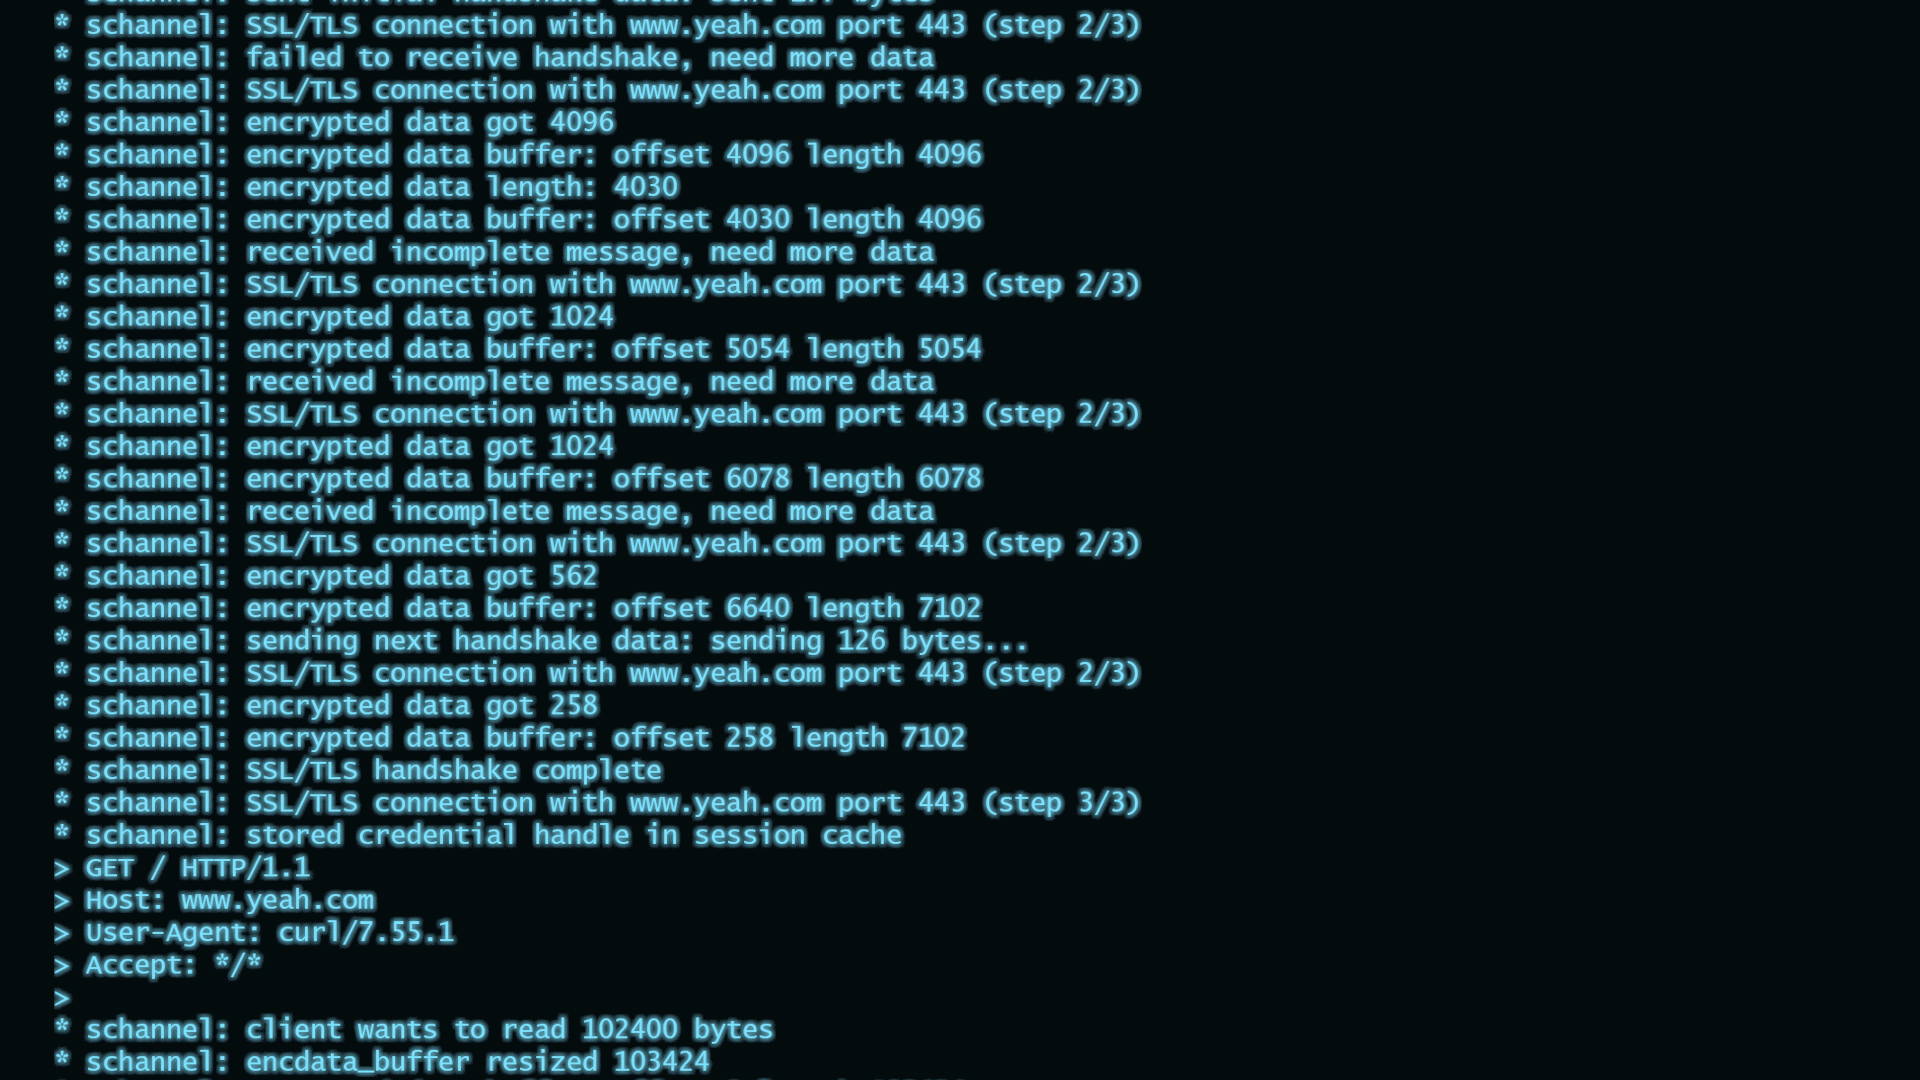 * schannel: SSL/TLS connection with www.yeah.com port 443 (step 2/3)
* schannel: failed to receive handshake, need more data
* schannel: SSL/TLS connection with www.yeah.com port 443 (step 2/3)
* schannel: encrypted data got 4096
* schannel: encrypted data buffer: offset 4096 length 4096
* schannel: encrypted data length: 4030
* schannel: encrypted data buffer: offset 4030 length 4096
* schannel: received incomplete message, need more data
* schannel: SSL/TLS connection with www.yeah.com port 443 (step 2/3)
* schannel: encrypted data got 1024
* schannel: encrypted data buffer: offset 5054 length 5054
* schannel: received incomplete message, need more data
* schannel: SSL/TLS connection with www.yeah.com port 443 (step 2/3)
* schannel: encrypted data got 1024
* schannel: encrypted data buffer: offset 6078 length 6078
* schannel: received incomplete message, need more data
* schannel: SSL/TLS connection with www.yeah.com port 443 (step 2/3)
* schannel: encrypted data got 562
* schannel: encrypted data buffer: offset 6640 length 7102
* schannel: sending next handshake data: sending 126 bytes...
* schannel: SSL/TLS connection with www.yeah.com port 443 (step 2/3)
* schannel: encrypted data got 258
* schannel: encrypted data buffer: offset 258 length 7102
* schannel: SSL/TLS handshake complete
* schannel: SSL/TLS connection with www.yeah.com port 443 (step 3/3)
* schannel: stored credential handle in session cache
> GET / HTTP/1.1
> Host: www.yeah.com
> User-Agent: curl/7.55.1
> Accept: */*
>
* schannel: client wants to read 102400 bytes
* schannel: encdata_buffer resized 103424